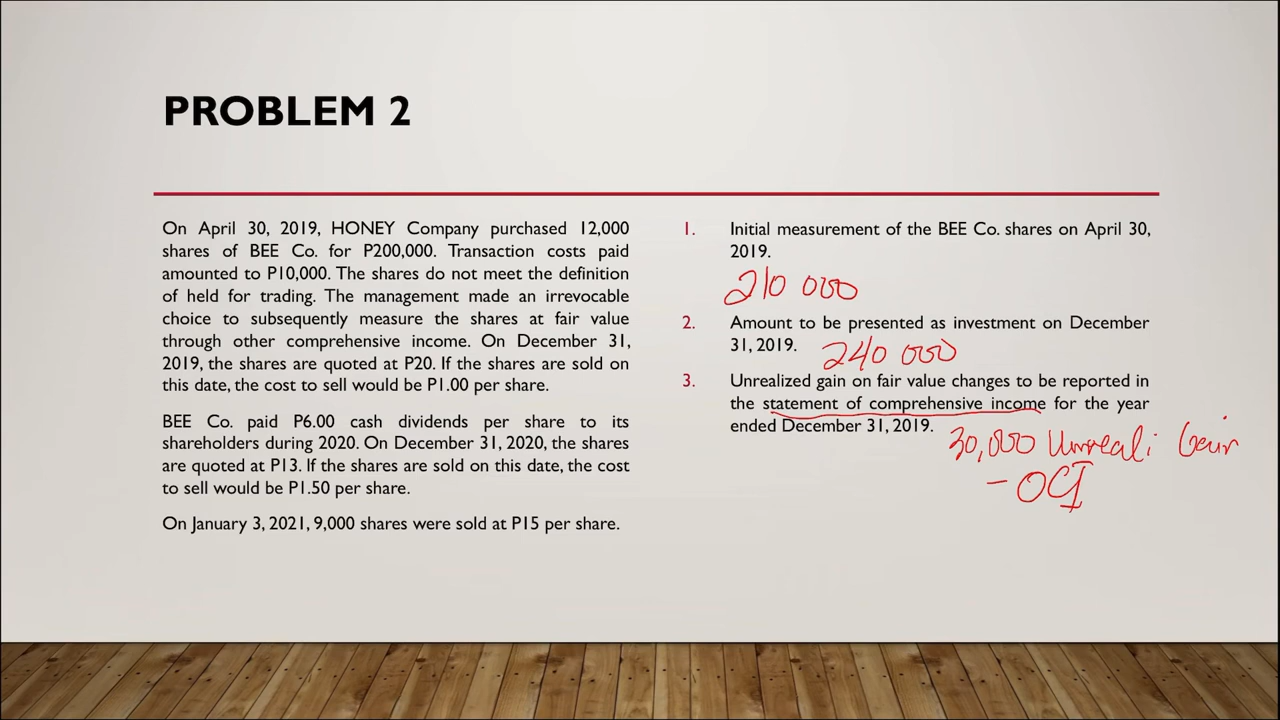 PROBLEM 2
On April 30, 2019, HONEY Company purchased 12,000
shares of BEE Co. for P200,000. Transaction costs paid
amounted to P10,000. The shares do not meet the definition
of held for trading. The management made an irrevocable
choice to subsequently measure the shares at fair value
through other comprehensive income. On December 31,
2019, the shares are quoted at P20. If the shares are sold on
this date, the cost to sell would be P1.00 per share.
BEE Co. paid P6.00 cash dividends per share to its
shareholders during 2020. On December 31, 2020, the shares
are quoted at P13. If the shares are sold on this date, the cost
to sell would be P1.50 per share.
On January 3, 2021, 9,000 shares were sold at P15 per share.
1. Initial measurement of the BEE Co. shares on April 30,
2019.
210 000
2. Amount to be presented as investment on December
31, 2019. 240 000
3. Unrealized gain on fair value changes to be reported in
the statement of comprehensive income for the year
ended December 31, 2019.
30,000 Unreali. Gain
- OCI